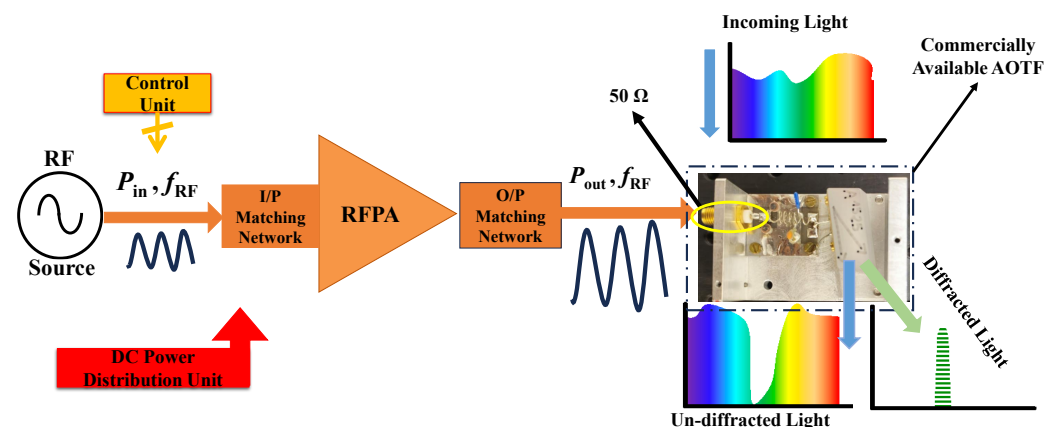 Incoming Light
Commercially
Available AOTF
Control
Unit
50 Ω
RF
Source
P_in , f_RF
I/P
Matching
Network
RFPA
O/P
Matching
Network
P_out , f_RF
DC Power
Distribution Unit
Diffracted Light
Un-diffracted Light